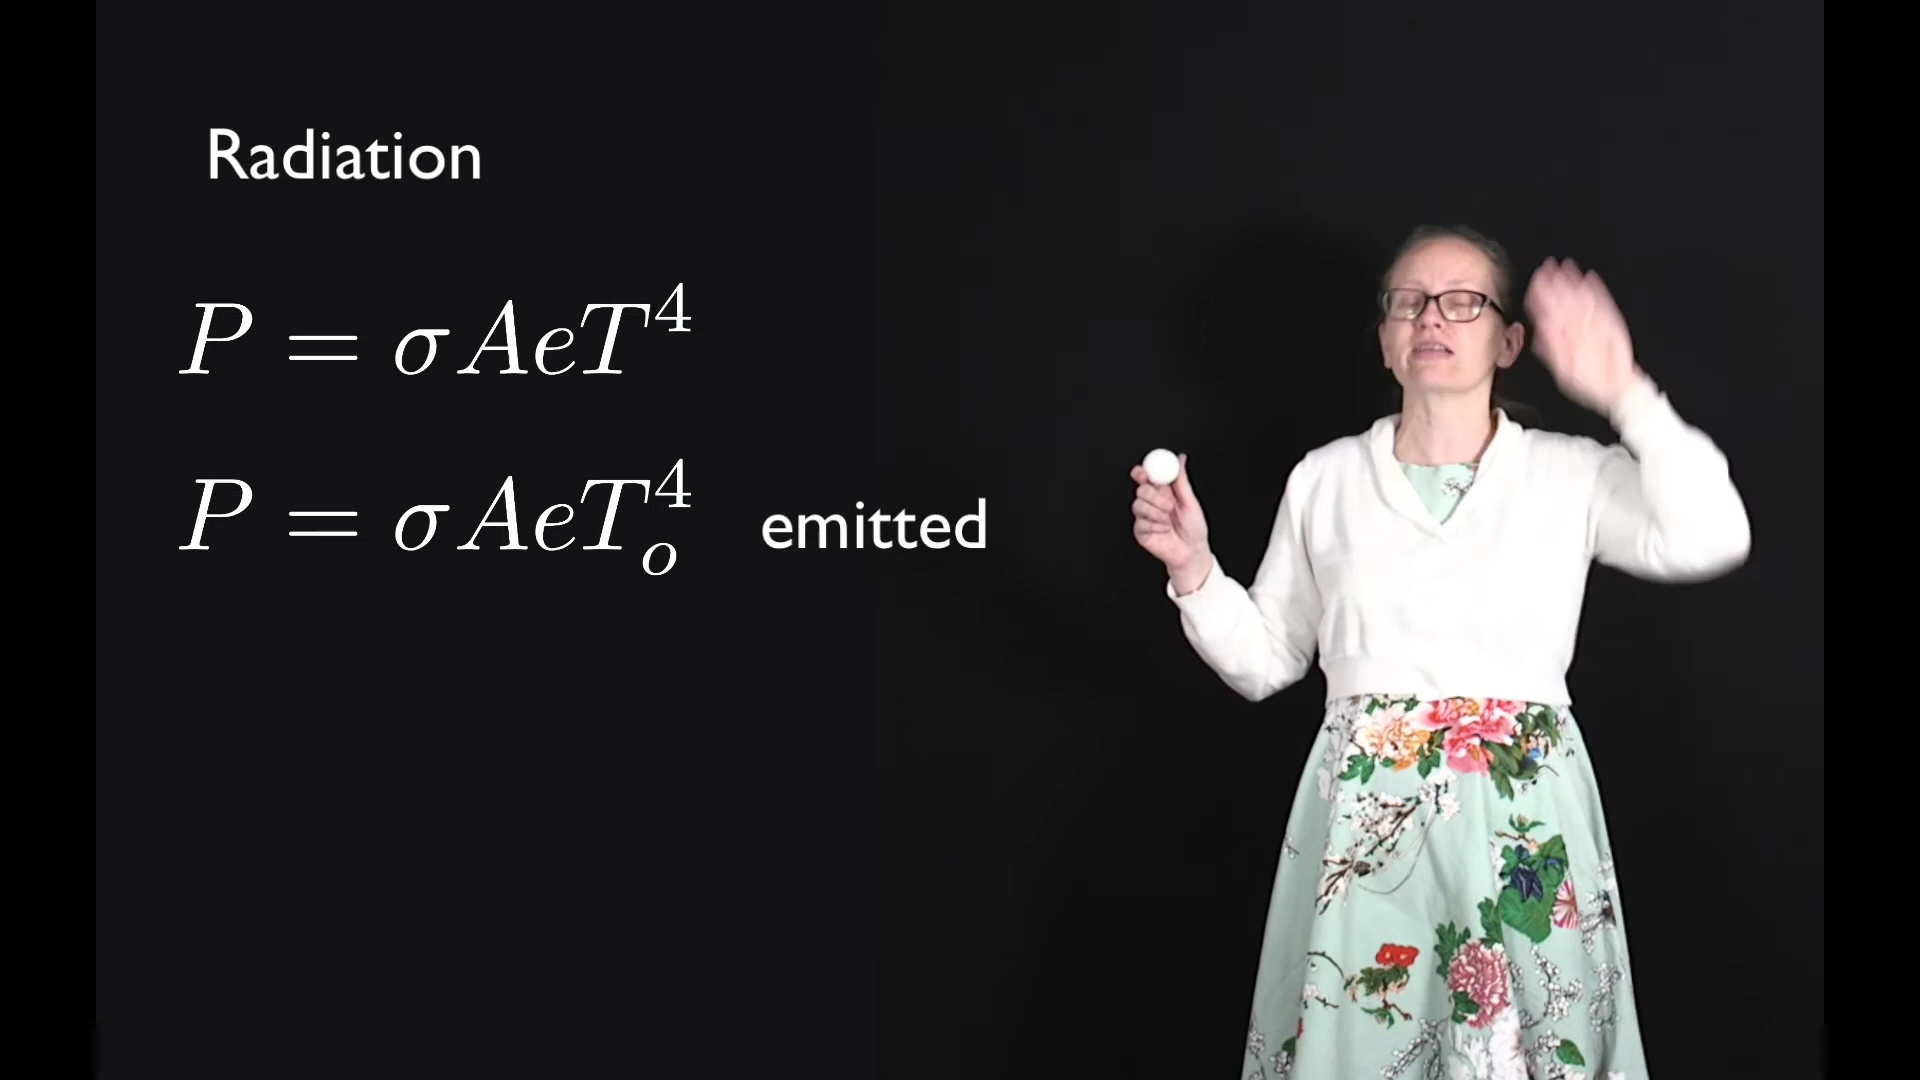 Radiation
P = σAeT⁴
P = σAeTₒ⁴ emitted